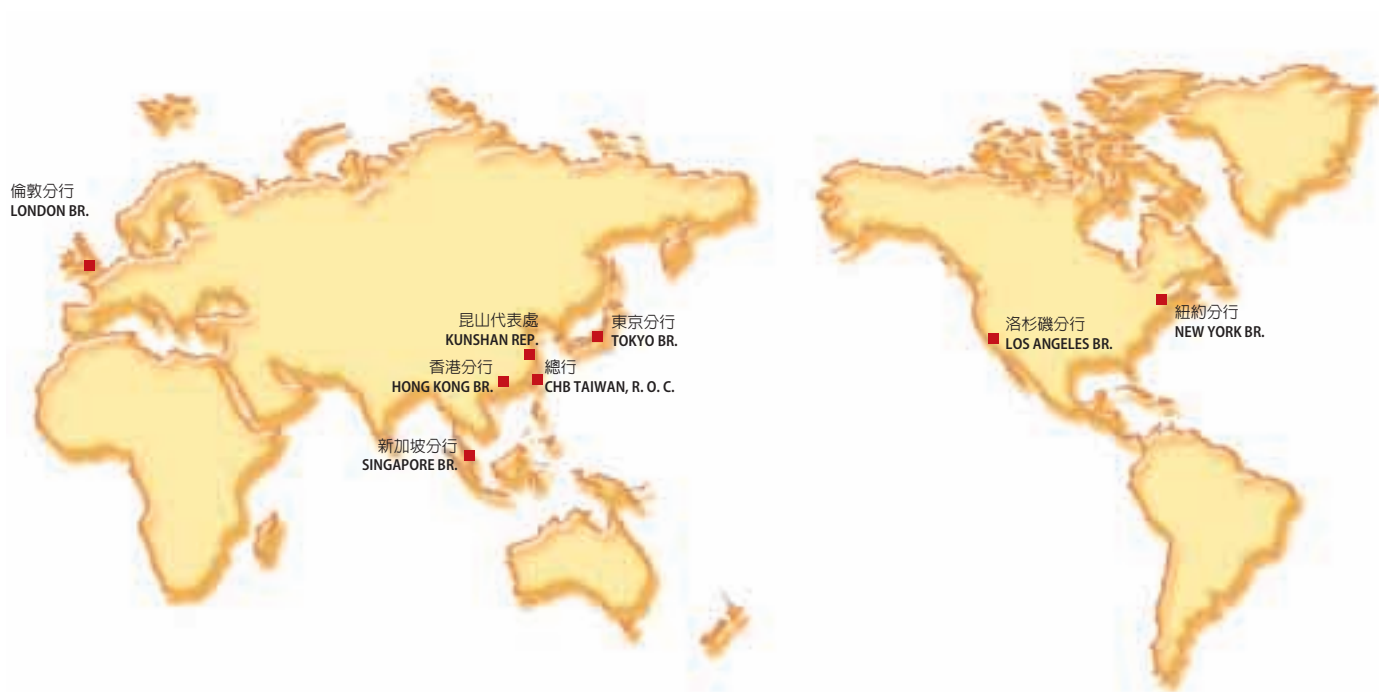 倫敦分行
LONDON BR.
昆山代表處
KUNSHAN REP.
東京分行
TOKYO BR.
香港分行
HONG KONG BR.
總行
CHB TAIWAN, R. O. C.
新加坡分行
SINGAPORE BR.
洛杉磯分行
LOS ANGELES BR.
紐約分行
NEW YORK BR.